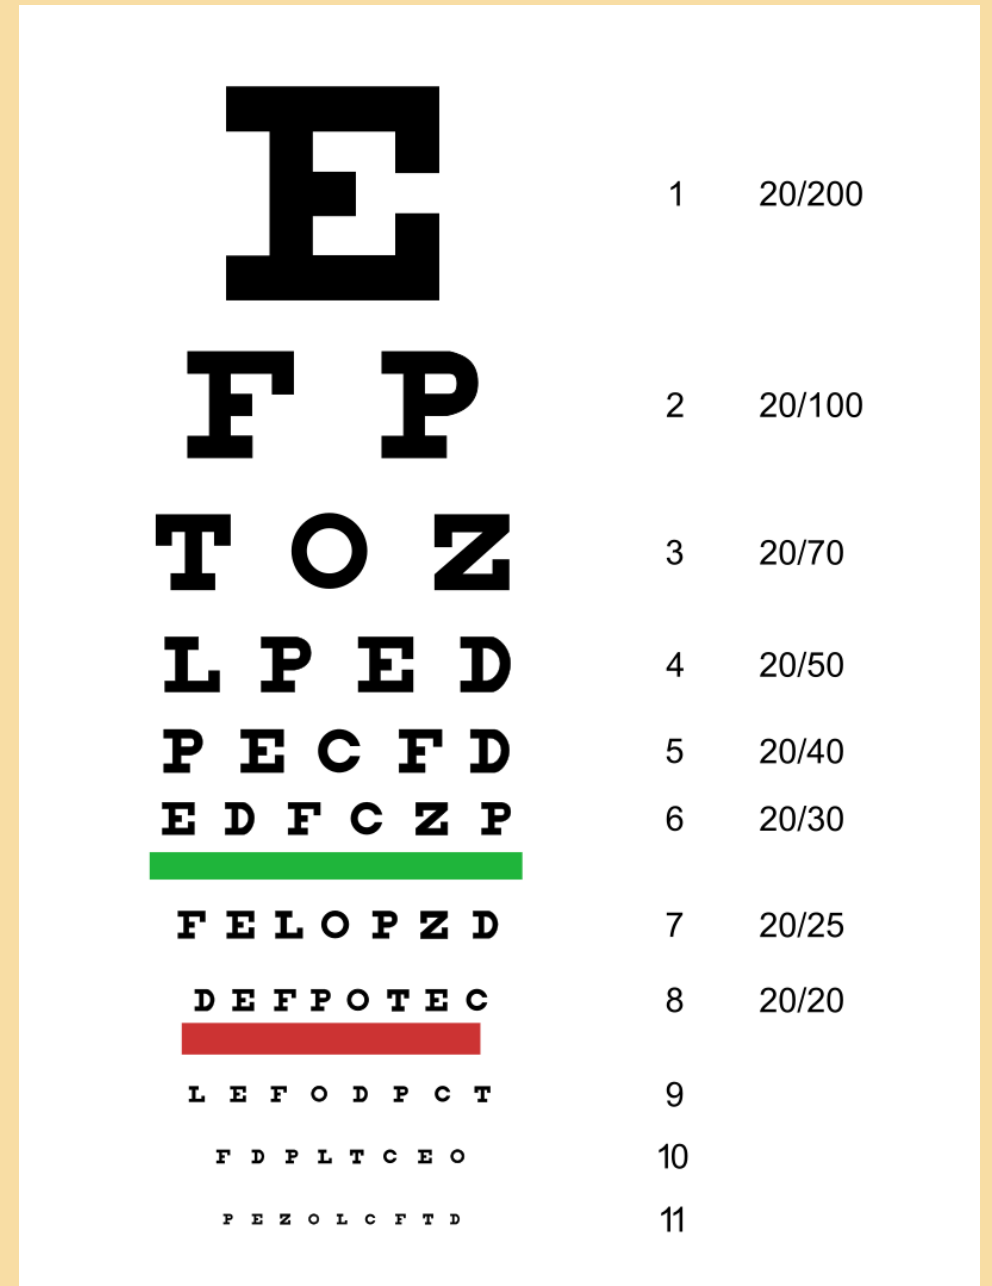 E 1 20/200
F P 2 20/100
T O Z 3 20/70
L P E D 4 20/50
P E C F D 5 20/40
E D F C Z P 6 20/30
F E L O P Z D 7 20/25
D E F P O T E C 8 20/20
L E F O D P C T 9
F D P L T C E O 10
P E Z O L C F T D 11